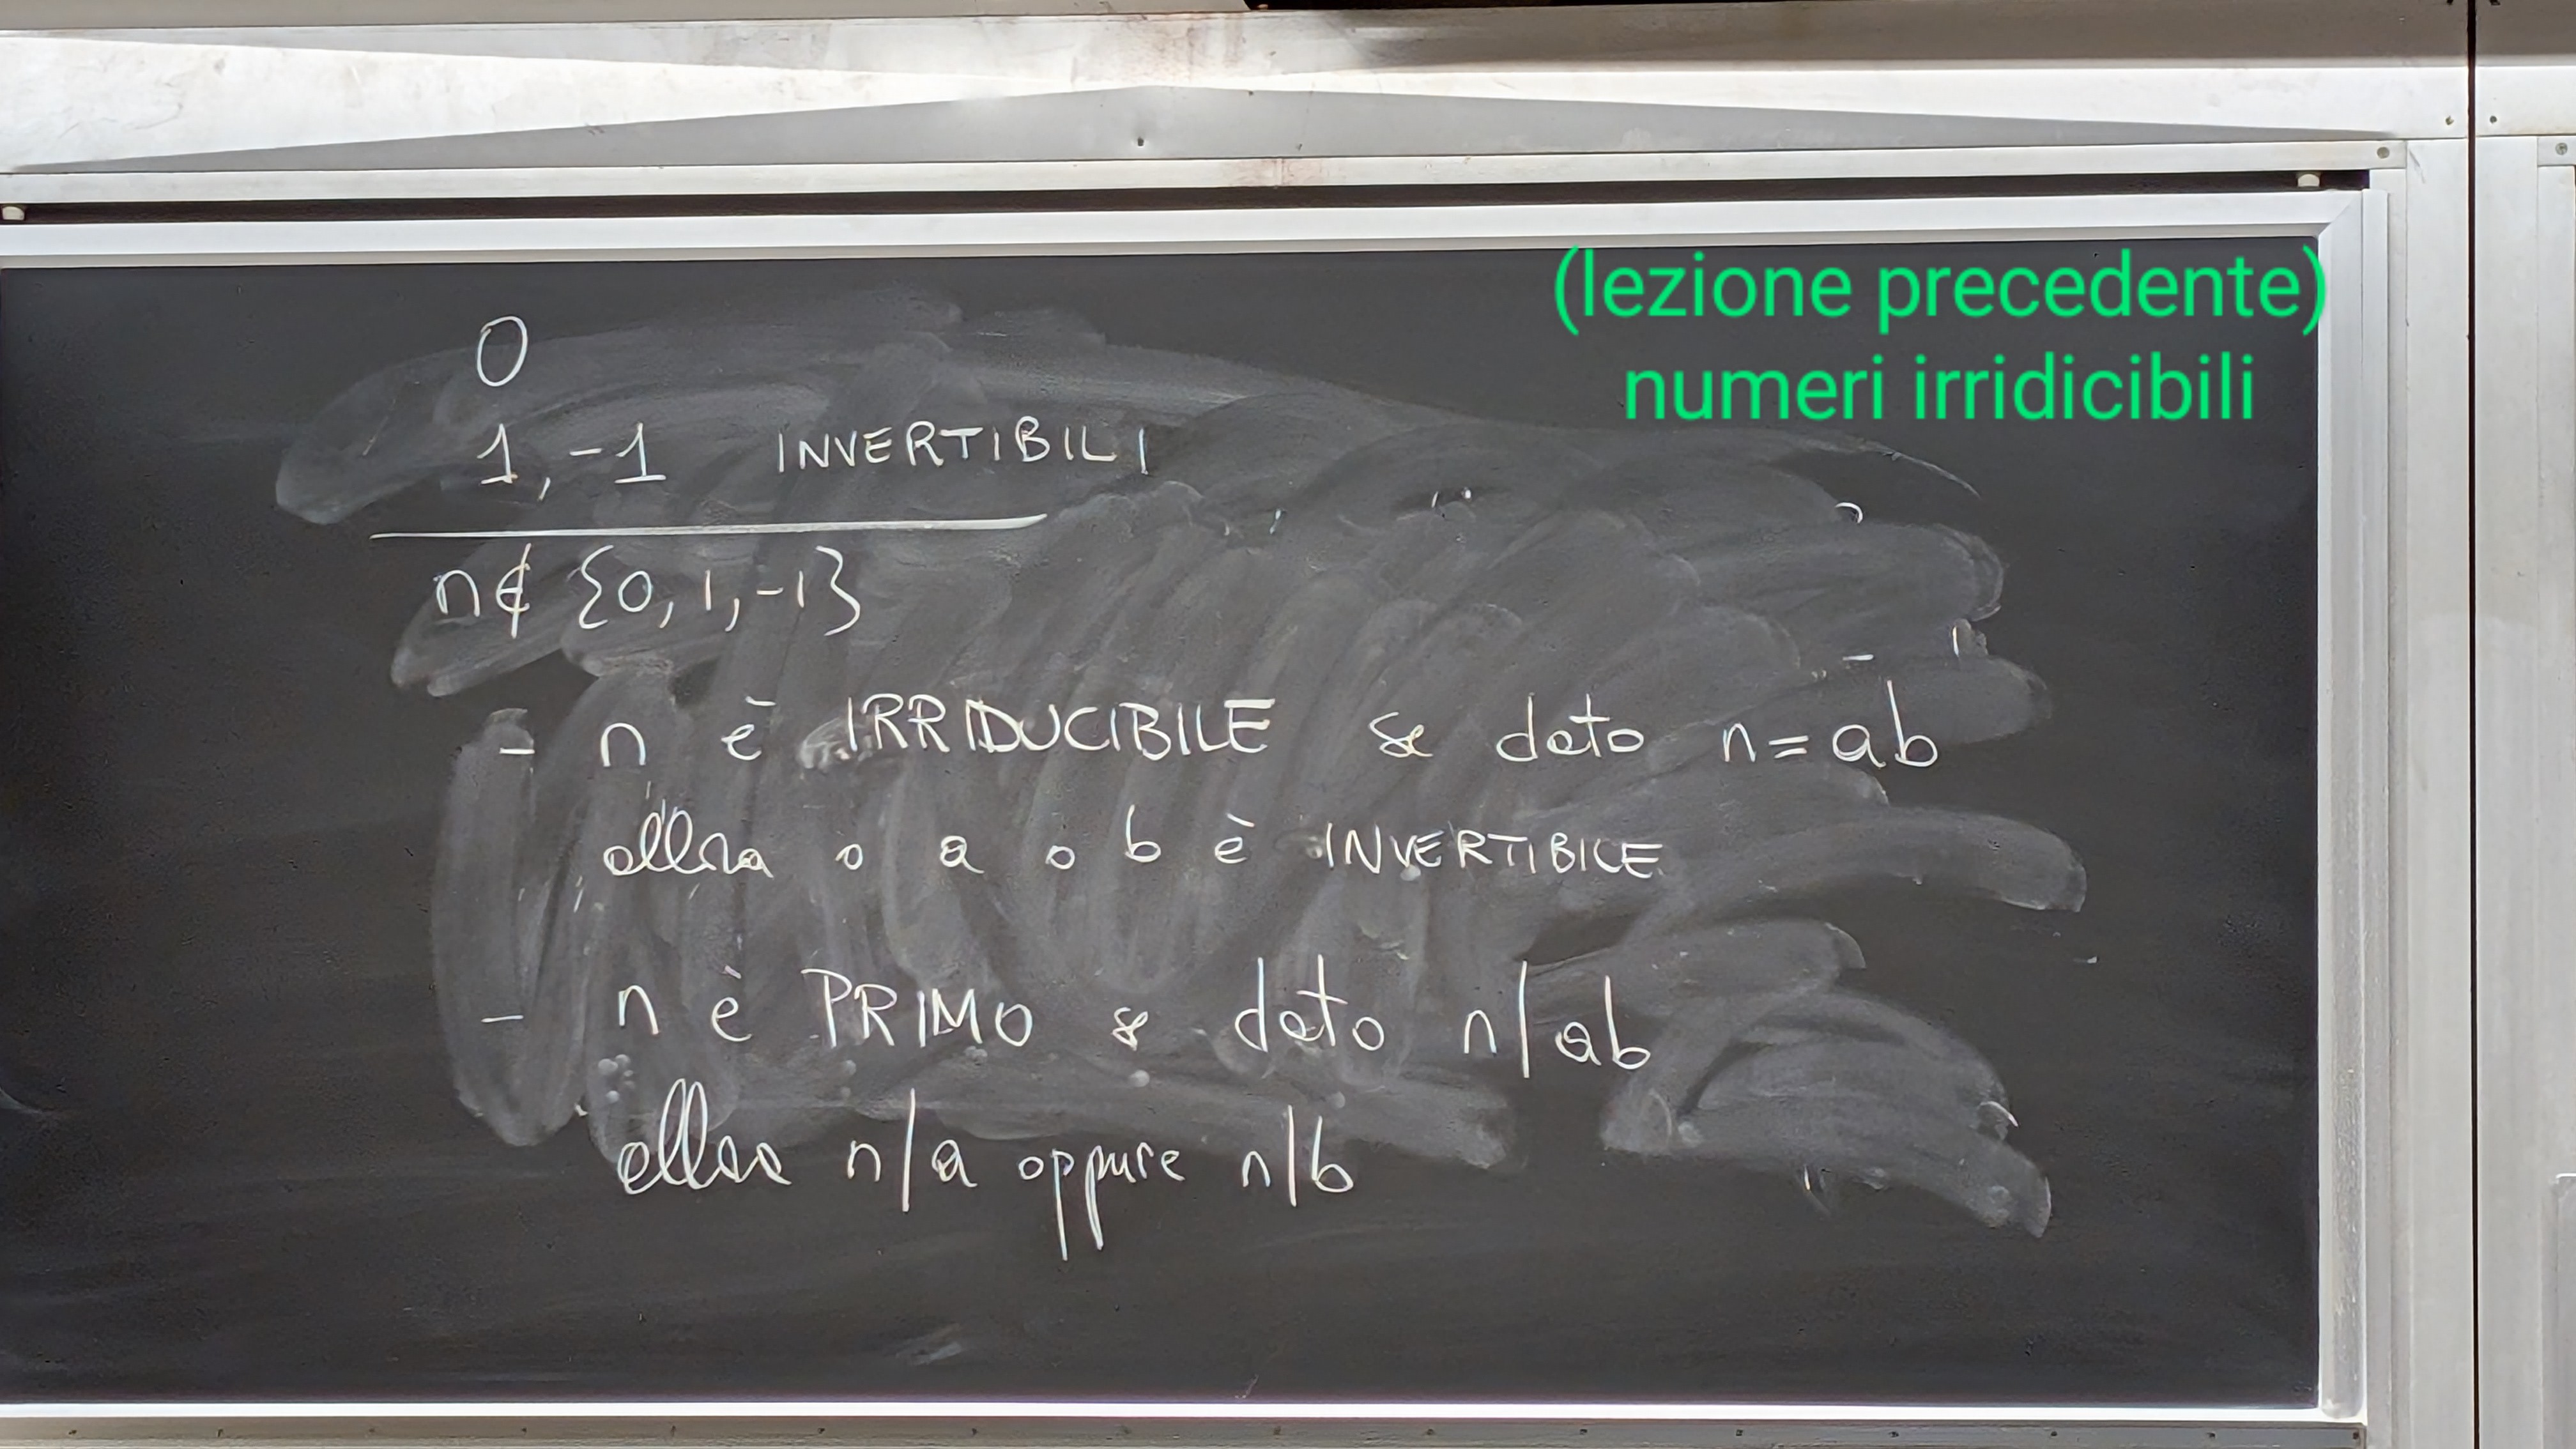 (lezione precedente)
numeri irridicibili
0
1, -1 INVERTIBILI
n∉ {0, 1, -1}
- n è IRRIDUCIBILE se dato n = ab
allora o a o b è INVERTIBILE
- n è PRIMO se dato n|ab
allora n|a oppure n|b